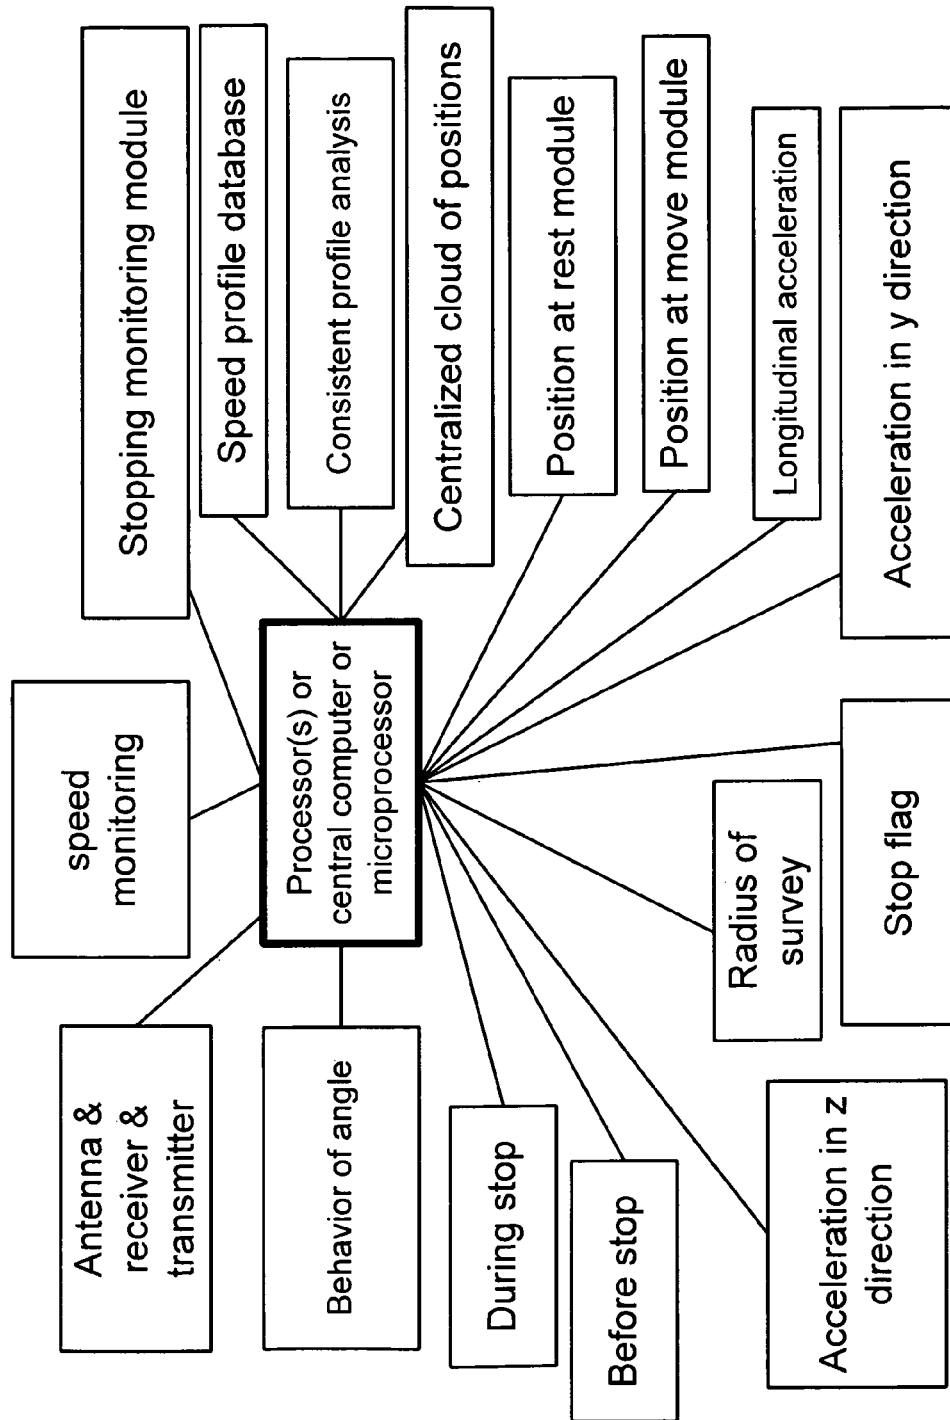 Antenna &
receiver &
transmitter
speed
monitoring
Stopping monitoring module
Speed profile database
Behavior of angle
Processor(s) or
central computer or
microprocessor
Consistent profile analysis
Centralized cloud of positions
During stop
Position at rest module
Before stop
Position at move module
Radius of
survey
Longitudinal acceleration
Acceleration in z
direction
Stop flag
Acceleration in y direction